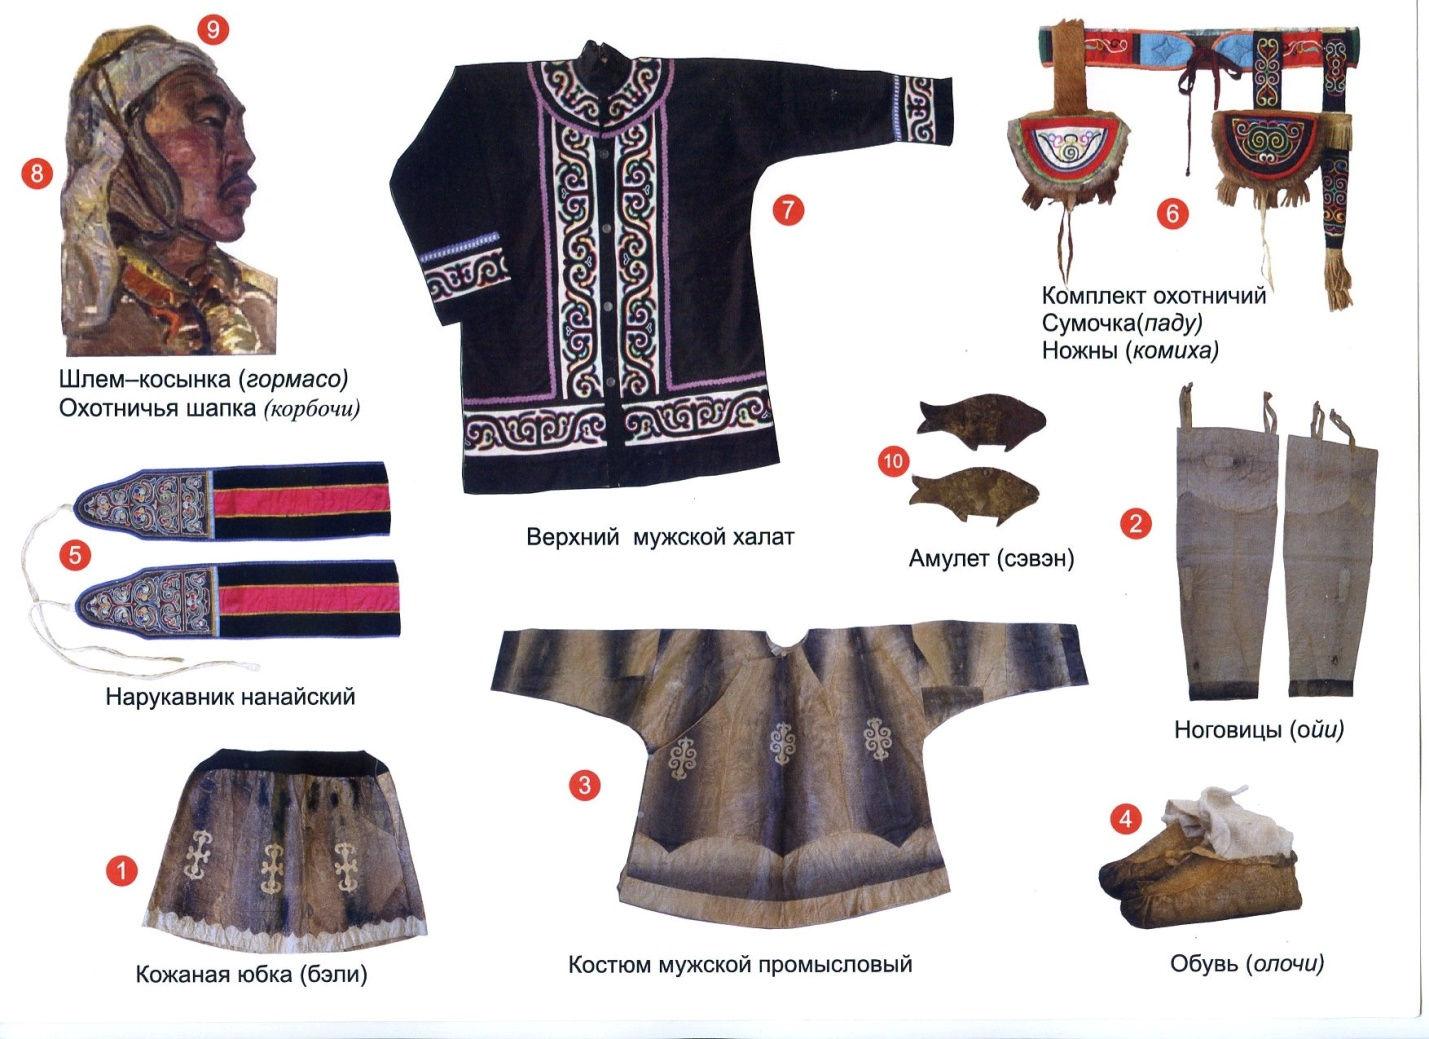 9
8
Шлем–косынка (гормасо)
Охотничья шапка (корбочи)
7
Верхний мужской халат
6
Комплект охотничий
Сумочка(паду)
Ножны (комиха)
5
Нарукавник нанайский
10
Амулет (сэвэн)
2
Ноговицы (ойи)
1
Кожаная юбка (бэли)
3
Костюм мужской промысловый
4
Обувь (олочи)